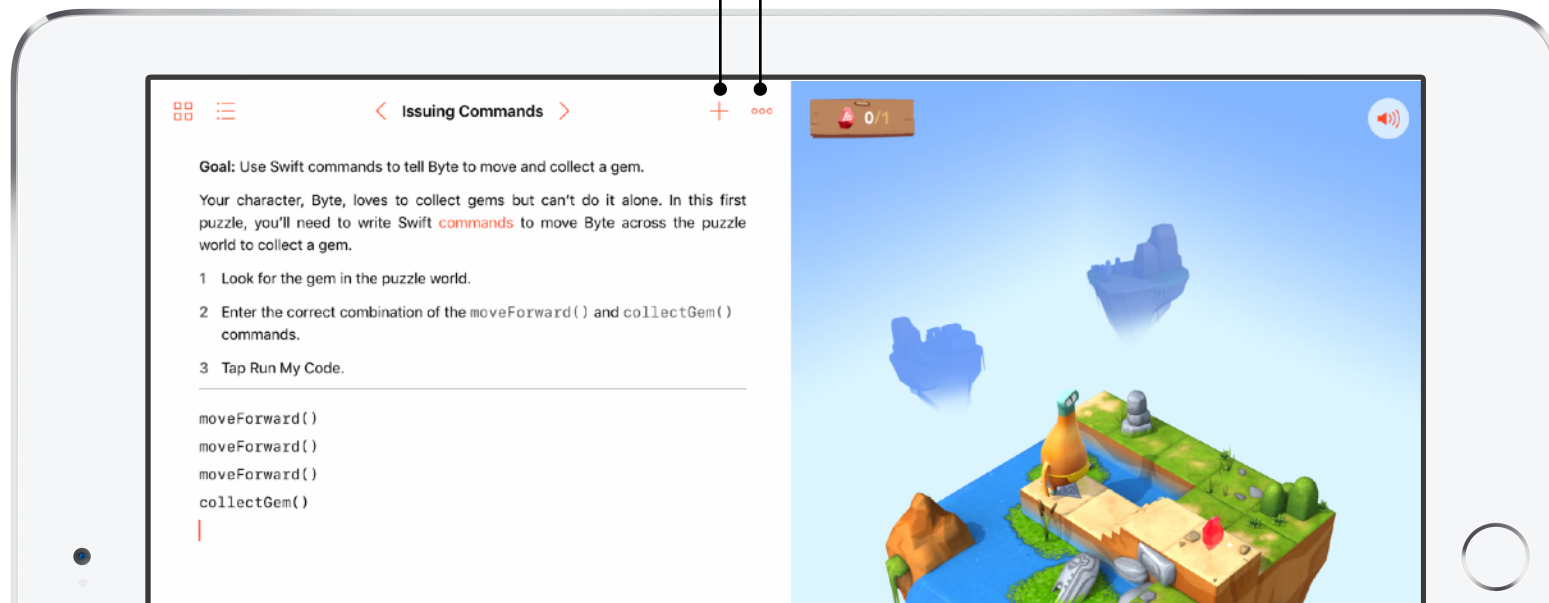 Issuing Commands
0/1
Goal: Use Swift commands to tell Byte to move and collect a gem.
Your character, Byte, loves to collect gems but can't do it alone. In this first
puzzle, you'll need to write Swift commands to move Byte across the puzzle
world to collect a gem.
1 Look for the gem in the puzzle world.
2 Enter the correct combination of the moveForward() and collectGem()
commands.
3 Tap Run My Code.
moveForward()
moveForward()
moveForward()
collectGem()